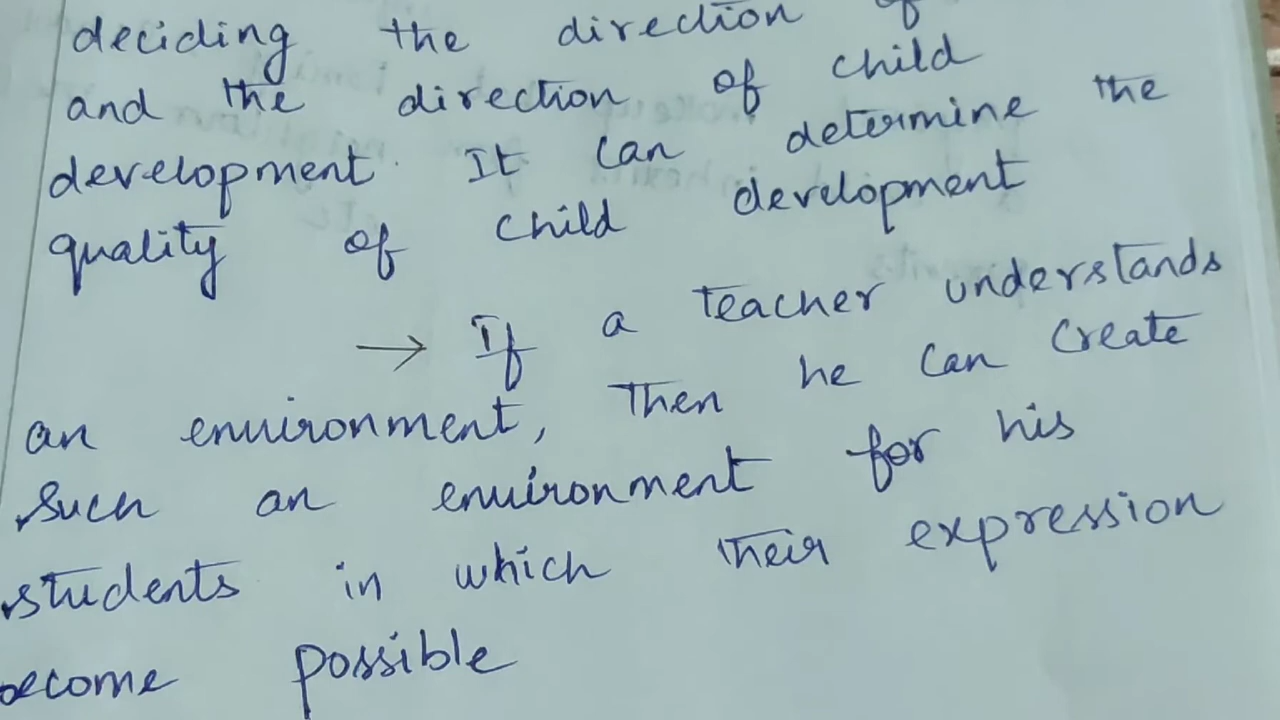 deciding the direction of
and the direction of child
development. It can determine the
quality of child development
→ If a teacher understands
an environment, then he can create
such an environment for his
students in which their expression
become possible